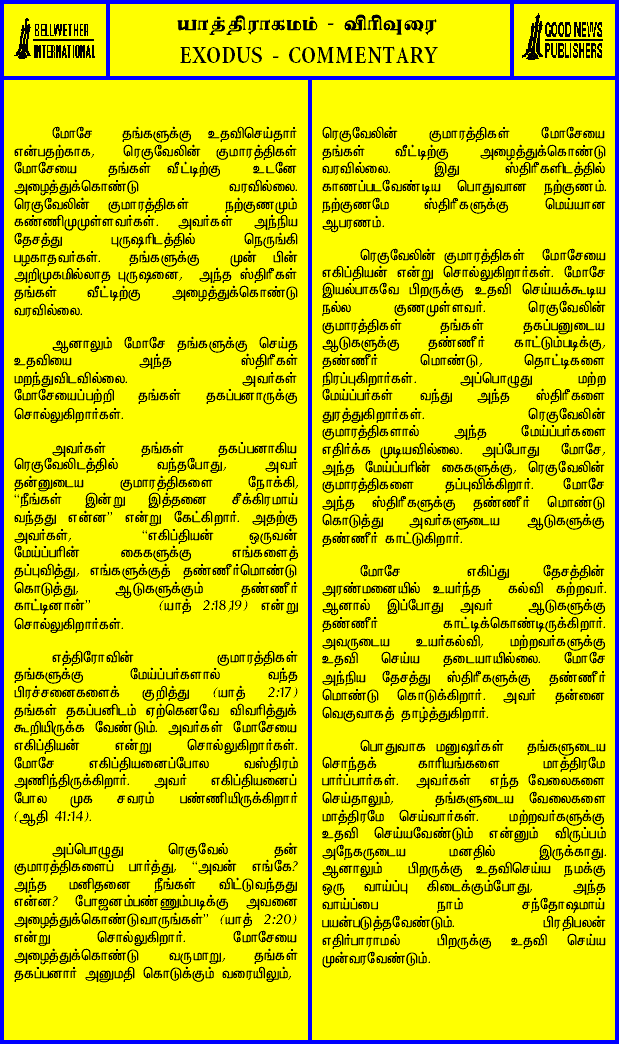 BELLWETHER
INTERNATIONAL
யாத்திராகமம் - விரிவுரை
EXODUS - COMMENTARY
GOOD NEWS
PUBLISHERS
மோசே தங்களுக்கு உதவிசெய்தார்
என்பதற்காக, ரெகுவேலின் குமாரத்திகள்
மோசேயை தங்கள் வீட்டிற்கு உடனே
அழைத்துக்கொண்டு வரவில்லை.
ரெகுவேலின் குமாரத்திகள் நற்குணமும்
கண்ணிமுமுள்ளவர்கள். அவர்கள் அந்நிய
தேசத்து புருஷரிடத்தில் நெருங்கி
பழகாதவர்கள். தங்களுக்கு முன் பின்
அறிமுகமில்லாத புருஷனை, அந்த ஸ்திரீகள்
தங்கள் வீட்டிற்கு அழைத்துக்கொண்டு
வரவில்லை.
ஆனாலும் மோசே தங்களுக்கு செய்த
உதவியை அந்த ஸ்திரீகள்
மறந்துவிடவில்லை. அவர்கள்
மோசேயைப்பற்றி தங்கள் தகப்பனாருக்கு
சொல்லுகிறார்கள்.
அவர்கள் தங்கள் தகப்பனாகிய
ரெகுவேலிடத்தில் வந்தபோது, அவர்
தன்னுடைய குமாரத்திகளை நோக்கி,
“நீங்கள் இன்று இத்தனை சீக்கிரமாய்
வந்தது என்ன” என்று கேட்கிறார். அதற்கு
அவர்கள், “எகிப்தியன் ஒருவன்
மேய்ப்பரின் கைகளுக்கு எங்களைத்
தப்புவித்து, எங்களுக்குத் தண்ணீர்மொண்டு
கொடுத்து, ஆடுகளுக்கும் தண்ணீர்
காட்டினான்” (யாத் 2:18,19) என்று
சொல்லுகிறார்கள்.
எத்திரோவின் குமாரத்திகள்
தங்களுக்கு மேய்ப்பர்களால் வந்த
பிரச்சனைகளைக் குறித்து (யாத் 2:17)
தங்கள் தகப்பனிடம் ஏற்கெனவே விவரித்துக்
கூறியிருக்க வேண்டும். அவர்கள் மோசேயை
எகிப்தியன் என்று சொல்லுகிறார்கள்.
மோசே எகிப்தியனைப்போல வஸ்திரம்
அணிந்திருக்கிறார். அவர் எகிப்தியனைப்
போல முக சவரம் பண்ணியிருக்கிறார்
(ஆதி 41:14).
அப்பொழுது ரெகுவேல் தன்
குமாரத்திகளைப் பார்த்து, “அவன் எங்கே?
அந்த மனிதனை நீங்கள் விட்டுவந்தது
என்ன? போஜனம்பண்ணும்படிக்கு அவனை
அழைத்துக்கொண்டுவாருங்கள்” (யாத் 2:20)
என்று சொல்லுகிறார். மோசேயை
அழைத்துக்கொண்டு வருமாறு, தங்கள்
தகப்பனார் அனுமதி கொடுக்கும் வரையிலும்,
ரெகுவேலின் குமாரத்திகள் மோசேயை
தங்கள் வீட்டிற்கு அழைத்துக்கொண்டு
வரவில்லை. இது ஸ்திரீகளிடத்தில்
காணப்படவேண்டிய பொதுவான நற்குணம்.
நற்குணமே ஸ்திரீகளுக்கு மெய்யான
ஆபரணம்.
ரெகுவேலின் குமாரத்திகள் மோசேயை
எகிப்தியன் என்று சொல்லுகிறார்கள். மோசே
இயல்பாகவே பிறருக்கு உதவி செய்யக்கூடிய
நல்ல குணமுள்ளவர். ரெகுவேலின்
குமாரத்திகள் தங்கள் தகப்பனுடைய
ஆடுகளுக்கு தண்ணீர் காட்டும்படிக்கு,
தண்ணீர் மொண்டு, தொட்டிகளை
நிரப்புகிறார்கள். அப்பொழுது மற்ற
மேய்ப்பர்கள் வந்து அந்த ஸ்திரீகளை
துரத்துகிறார்கள். ரெகுவேலின்
குமாரத்திகளால் அந்த மேய்ப்பர்களை
எதிர்க்க முடியவில்லை. அப்போது மோசே,
அந்த மேய்ப்பரின் கைகளுக்கு, ரெகுவேலின்
குமாரத்திகளை தப்புவிக்கிறார். மோசே
அந்த ஸ்திரீகளுக்கு தண்ணீர் மொண்டு
கொடுத்து அவர்களுடைய ஆடுகளுக்கு
தண்ணீர் காட்டுகிறார்.
மோசே எகிப்து தேசத்தின்
அரண்மனையில் உயர்ந்த கல்வி கற்றவர்.
ஆனால் இப்போது அவர் ஆடுகளுக்கு
தண்ணீர் காட்டிக்கொண்டிருக்கிறார்.
அவருடைய உயர்கல்வி, மற்றவர்களுக்கு
உதவி செய்ய தடையாயில்லை. மோசே
அந்நிய தேசத்து ஸ்திரீகளுக்கு தண்ணீர்
மொண்டு கொடுக்கிறார். அவர் தன்னை
வெகுவாகத் தாழ்த்துகிறார்.
பொதுவாக மனுஷர்கள் தங்களுடைய
சொந்தக் காரியங்களை மாத்திரமே
பார்ப்பார்கள். அவர்கள் எந்த வேலைகளை
செய்தாலும், தங்களுடைய வேலைகளை
மாத்திரமே செய்வார்கள். மற்றவர்களுக்கு
உதவி செய்யவேண்டும் என்னும் விருப்பம்
அநேகருடைய மனதில் இருக்காது.
ஆனாலும் பிறருக்கு உதவிசெய்ய நமக்கு
ஒரு வாய்ப்பு கிடைக்கும்போது, அந்த
வாய்ப்பை நாம் சந்தோஷமாய்
பயன்படுத்தவேண்டும். பிரதிபலன்
எதிர்பாராமல் பிறருக்கு உதவி செய்ய
முன்வரவேண்டும்.